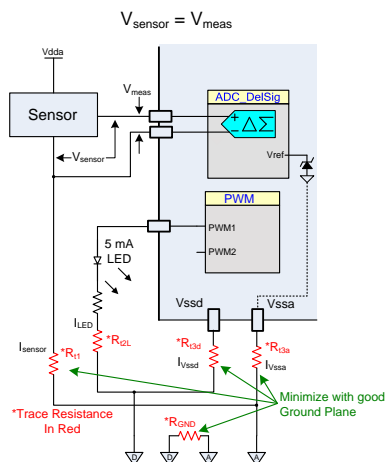 Vsensor = Vmeas
Vdda
Sensor
Vmeas
Vsensor
ADC_DelSig
+
−
ΔΣ
Vref
PWM
PWM1
PWM2
5 mA
LED
Vssd
Vssa
ILED
*Rt2L
Isensor
*Rt1
*Rt3d
IVssd
*Rt3a
IVssa
*Trace Resistance
In Red
Minimize with good
Ground Plane
*RGND
D
D
A
A